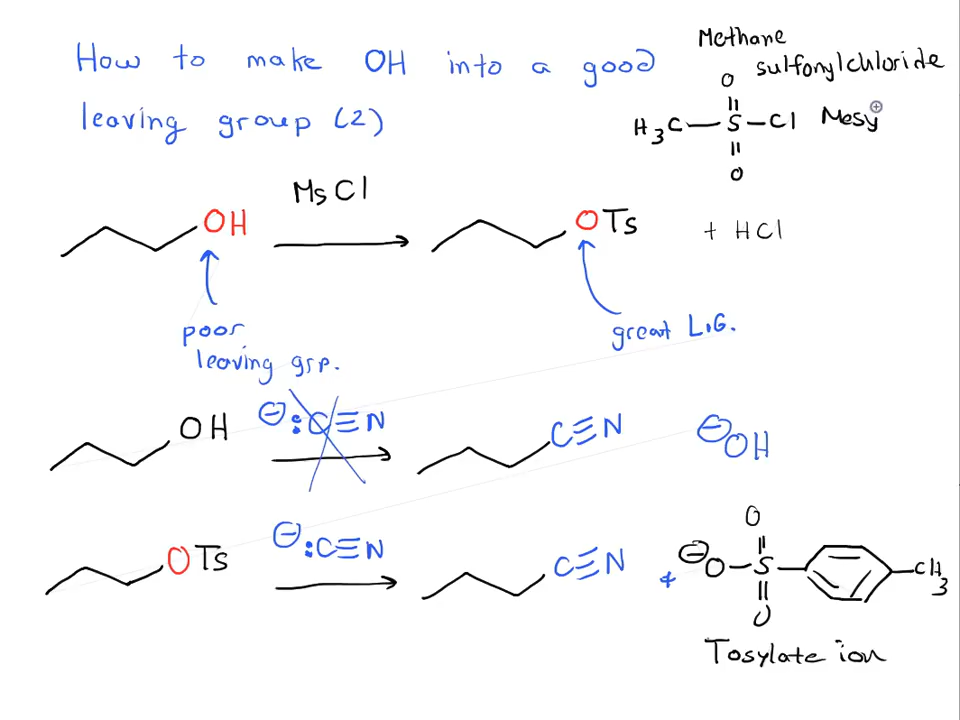 How to make OH into a good
leaving group (2)
Methane
sulfonylchloride
O
H3C—S—Cl Mesy
O
MsCl
OH
OTs + HCl
poor
leaving grp.
great L.G.
OH ⊖:C≡N C≡N ⊖OH
OTs ⊖:C≡N C≡N + ⊖O—S—CH3
O
O
Tosylate ion